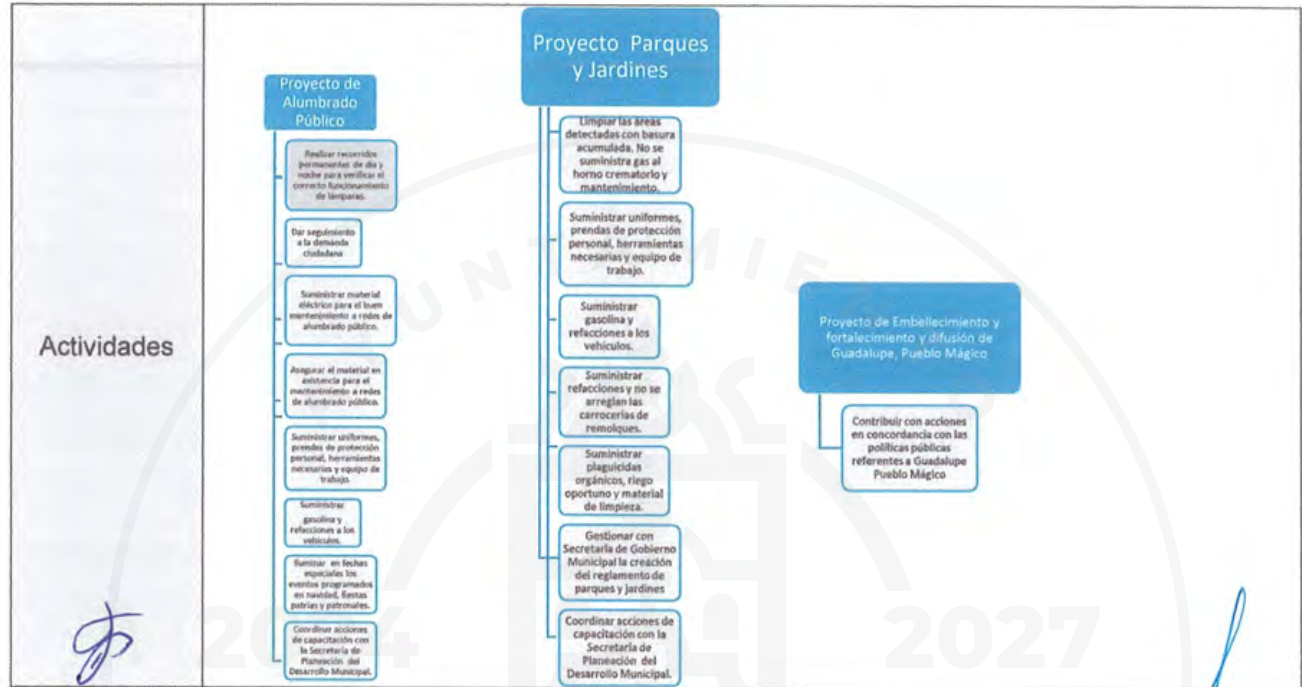 Actividades
Proyecto de
Alumbrado
Público
Realizar recorridos
permanentes de día y
noche para verificar el
correcto funcionamiento
de lámparas.
Dar seguimiento
a la demanda
ciudadana
Suministrar material
eléctrico para el buen
mantenimiento a redes de
alumbrado público.
Asegurar el material en
existencia para el
mantenimiento a redes
de alumbrado público.
Suministrar uniformes,
prendas de protección
personal, herramientas
necesarias y equipo de
trabajo.
Suministrar
gasolina y
refacciones a los
vehículos.
Iluminar en fechas
especiales los
eventos programados
en navidad, fiestas
patrias y patronales.
Coordinar acciones
de capacitación con
la Secretaría de
Planeación del
Desarrollo Municipal.
Proyecto Parques
y Jardines
Limpiar las áreas
detectadas con basura
acumulada. No se
suministra gas al
horno crematorio y
mantenimiento.
Suministrar uniformes,
prendas de protección
personal, herramientas
necesarias y equipo de
trabajo.
Suministrar
gasolina y
refacciones a los
vehículos.
Suministrar
refacciones y no se
arreglan las
carrocerías de
remolques.
Suministrar
plaguicidas
orgánicos, riego
oportuno y material
de limpieza.
Gestionar con
Secretaría de Gobierno
Municipal la creación
del reglamento de
parques y jardines
Coordinar acciones de
capacitación con la
Secretaría de
Planeación del
Desarrollo Municipal.
Proyecto de Embellecimiento y
fortalecimiento y difusión de
Guadalupe, Pueblo Mágico
Contribuir con acciones
en concordancia con las
políticas públicas
referentes a Guadalupe
Pueblo Mágico
2024
2027